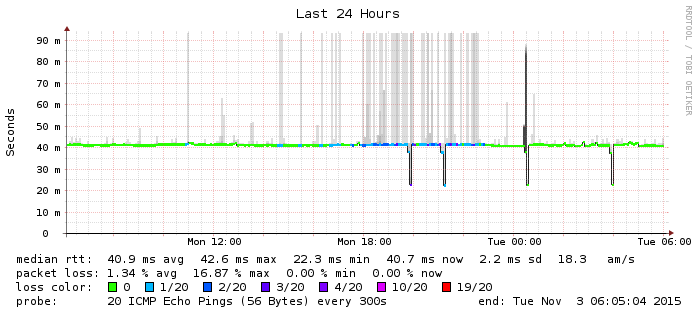 Last 24 Hours
RRDTOOL / TOBI OETIKER
Seconds
90 m
80 m
70 m
60 m
50 m
40 m
30 m
20 m
10 m
0
Mon 12:00 Mon 18:00 Tue 00:00 Tue 06:00
median rtt: 40.9 ms avg 42.6 ms max 22.3 ms min 40.7 ms now 2.2 ms sd 18.3 am/s
packet loss: 1.34 % avg 16.87 % max 0.00 % min 0.00 % now
loss color: 0 1/20 2/20 3/20 4/20 10/20 19/20
probe: 20 ICMP Echo Pings (56 Bytes) every 300s end: Tue Nov 3 06:05:04 2015